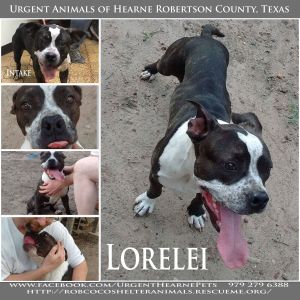 Urgent Animals of Hearne Robertson County, Texas
Intake
Lorelei
www.facebook.com/UrgentHearnePets 979 279 6388
http://robcocoshelteranimals.rescueme.org/